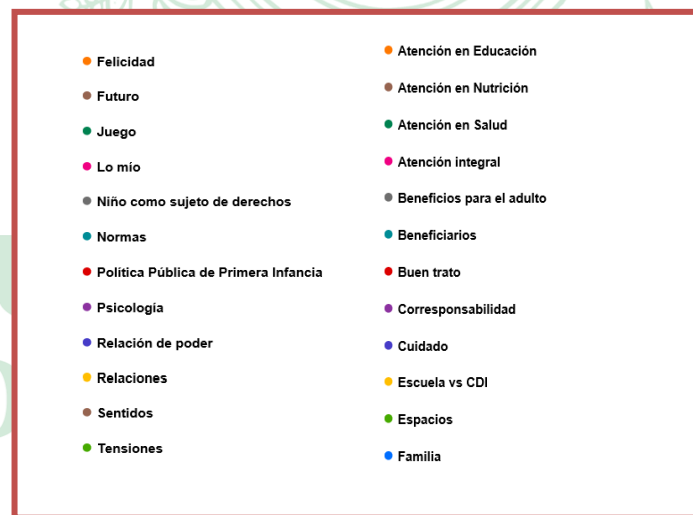 Felicidad
Futuro
Juego
Lo mío
Niño como sujeto de derechos
Normas
Política Pública de Primera Infancia
Psicología
Relación de poder
Relaciones
Sentidos
Tensiones
Atención en Educación
Atención en Nutrición
Atención en Salud
Atención integral
Beneficios para el adulto
Beneficiarios
Buen trato
Corresponsabilidad
Cuidado
Escuela vs CDI
Espacios
Familia